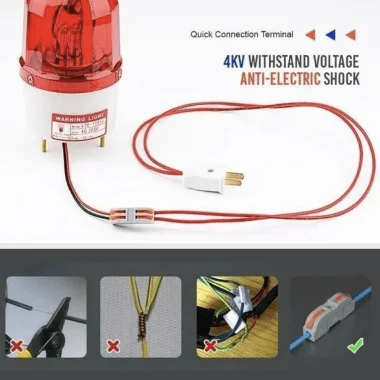 Quick Connection Terminal
4KV WITHSTAND VOLTAGE
ANTI-ELECTRIC SHOCK
WARNING LIGHT